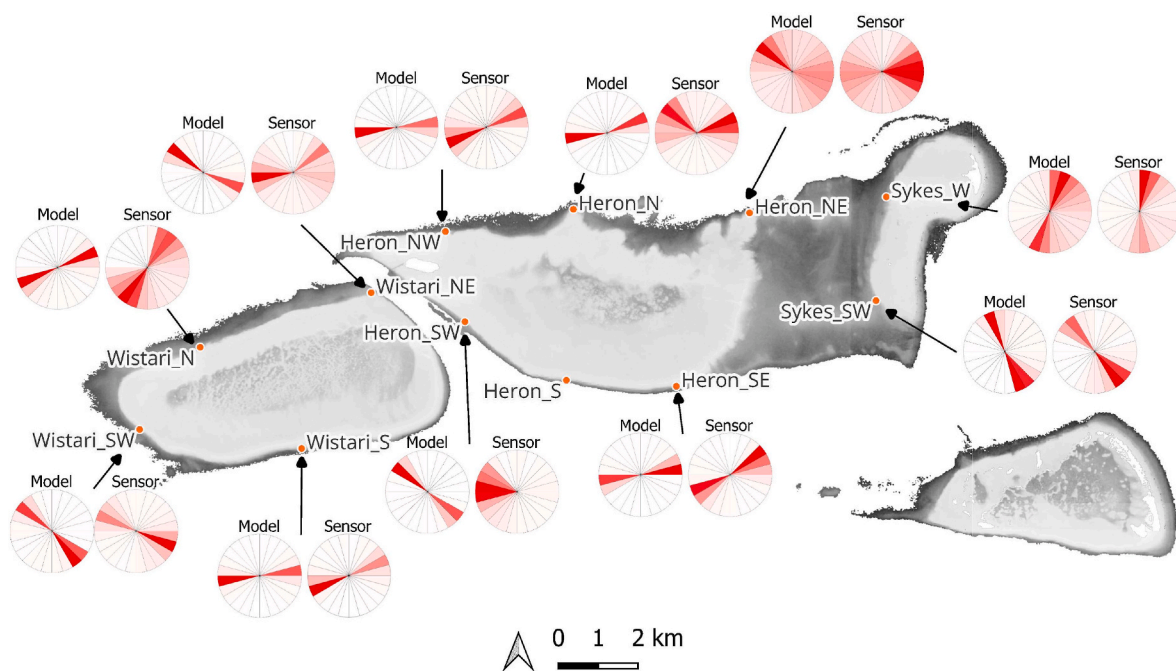 Model Sensor
Model Sensor
Model Sensor
Model Sensor
Model Sensor
Model Sensor
Sykes_W
Heron_N
Heron_NE
Heron_NW
Model Sensor
Wistari_NE
Sykes_SW
Heron_SW
Wistari_N
Heron_SE
Heron_S
Model Sensor
Wistari_SW
Wistari_S
Model Sensor
Model Sensor
Model Sensor
Model Sensor
0 1 2 km